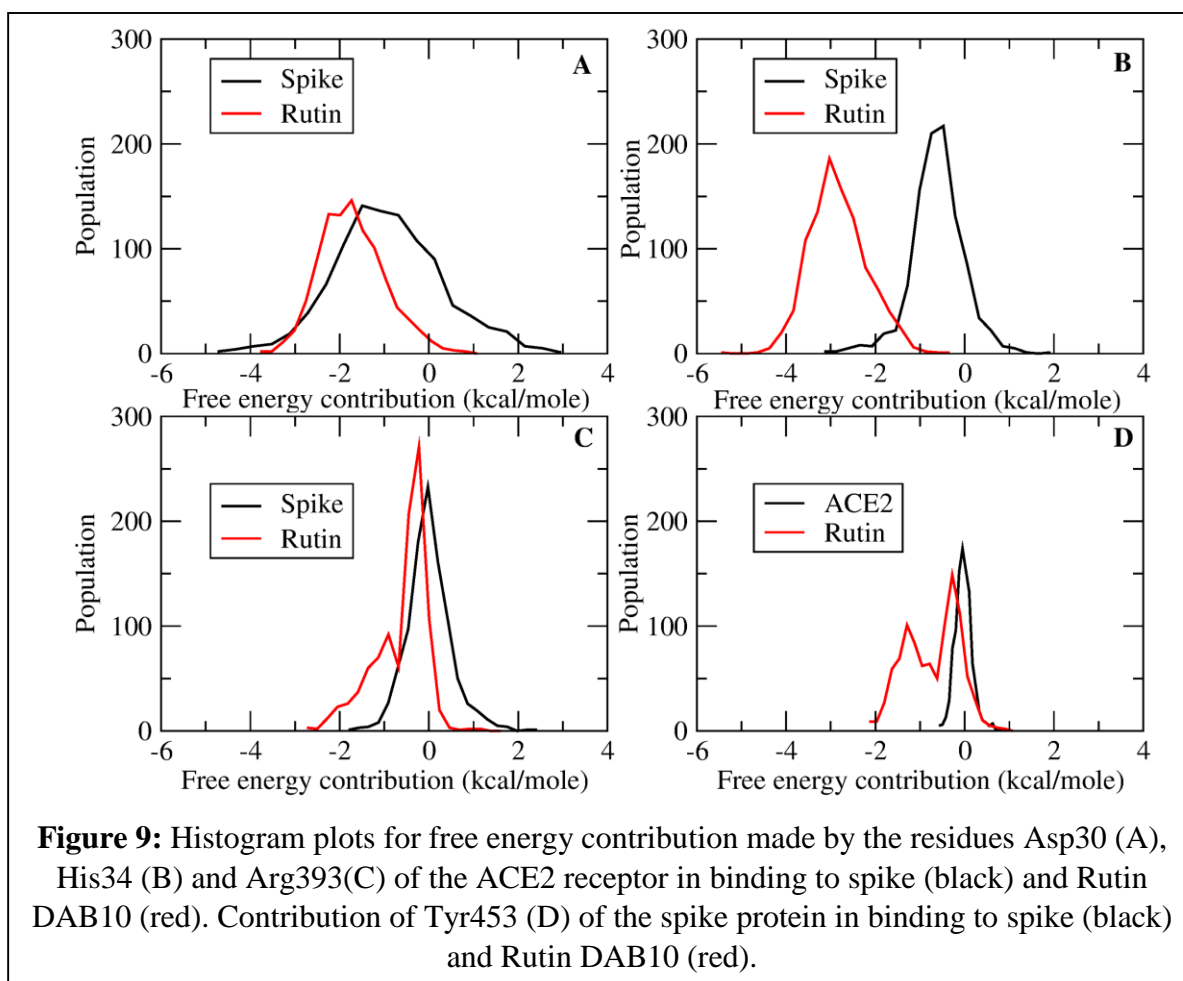 300
200
100
0
Population
Spike
Rutin
A
-6 -4 -2 0 2 4
Free energy contribution (kcal/mole)
300
200
100
0
Population
Spike
Rutin
B
-6 -4 -2 0 2 4
Free energy contribution (kcal/mole)
300
200
100
0
Population
Spike
Rutin
C
-6 -4 -2 0 2 4
Free energy contribution (kcal/mole)
300
200
100
0
Population
ACE2
Rutin
D
-6 -4 -2 0 2 4
Free energy contribution (kcal/mole)
Figure 9: Histogram plots for free energy contribution made by the residues Asp30 (A),
His34 (B) and Arg393(C) of the ACE2 receptor in binding to spike (black) and Rutin
DAB10 (red). Contribution of Tyr453 (D) of the spike protein in binding to spike (black)
and Rutin DAB10 (red).